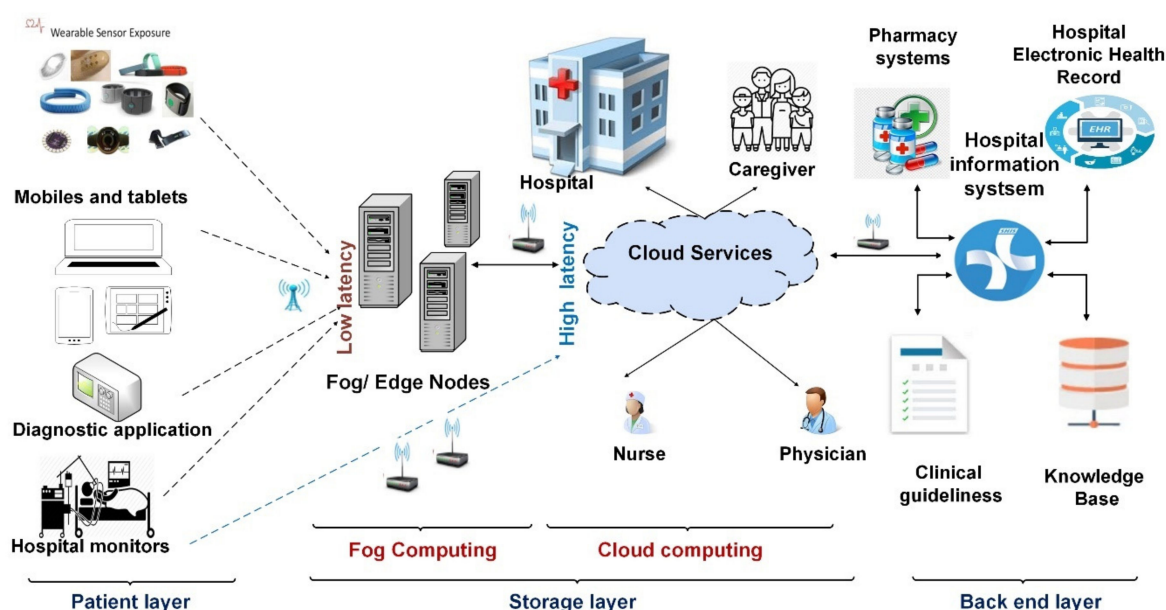 Wearable Sensor Exposure
Mobiles and tablets
Diagnostic application
Hospital monitors
Patient layer
Low latency
Fog/ Edge Nodes
High latency
Hospital
Caregiver
Cloud Services
Nurse
Physician
Fog Computing
Cloud computing
Storage layer
Pharmacy
systems
Hospital
Electronic Health
Record
EHR
Hospital
information
systsem
Clinical
guideliness
Knowledge
Base
Back end layer